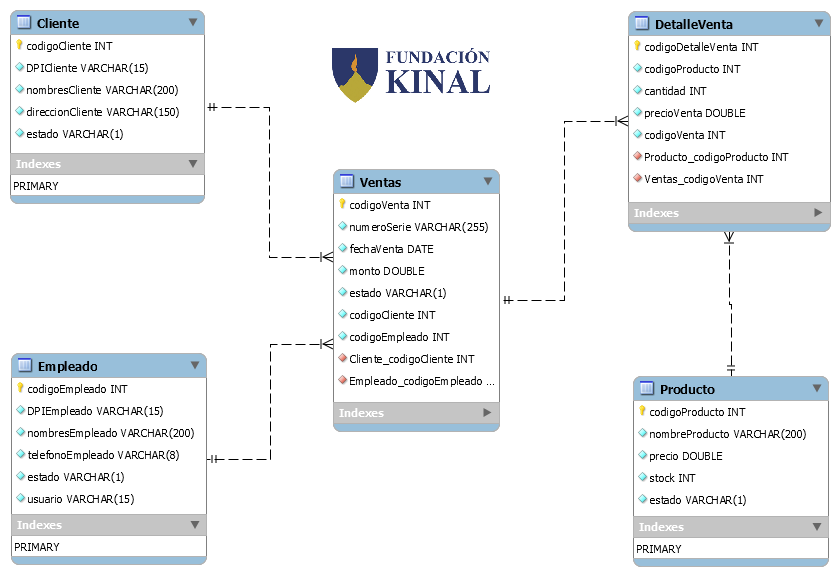 Cliente
codigoCliente INT
DPICliente VARCHAR(15)
nombresCliente VARCHAR(200)
direccionCliente VARCHAR(150)
estado VARCHAR(1)
Indexes
PRIMARY
FUNDACIÓN
KINAL
DetalleVenta
codigoDetalleVenta INT
codigoProducto INT
cantidad INT
precioVenta DOUBLE
codigoVenta INT
Producto_codigoProducto INT
Ventas_codigoVenta INT
Indexes
Ventas
codigoVenta INT
numeroSerie VARCHAR(255)
fechaVenta DATE
monto DOUBLE
estado VARCHAR(1)
codigoCliente INT
codigoEmpleado INT
Cliente_codigoCliente INT
Empleado_codigoEmpleado ...
Indexes
Empleado
codigoEmpleado INT
DPIEmpleado VARCHAR(15)
nombresEmpleado VARCHAR(200)
telefonoEmpleado VARCHAR(8)
estado VARCHAR(1)
usuario VARCHAR(15)
Indexes
PRIMARY
Producto
codigoProducto INT
nombreProducto VARCHAR(200)
precio DOUBLE
stock INT
estado VARCHAR(1)
Indexes
PRIMARY